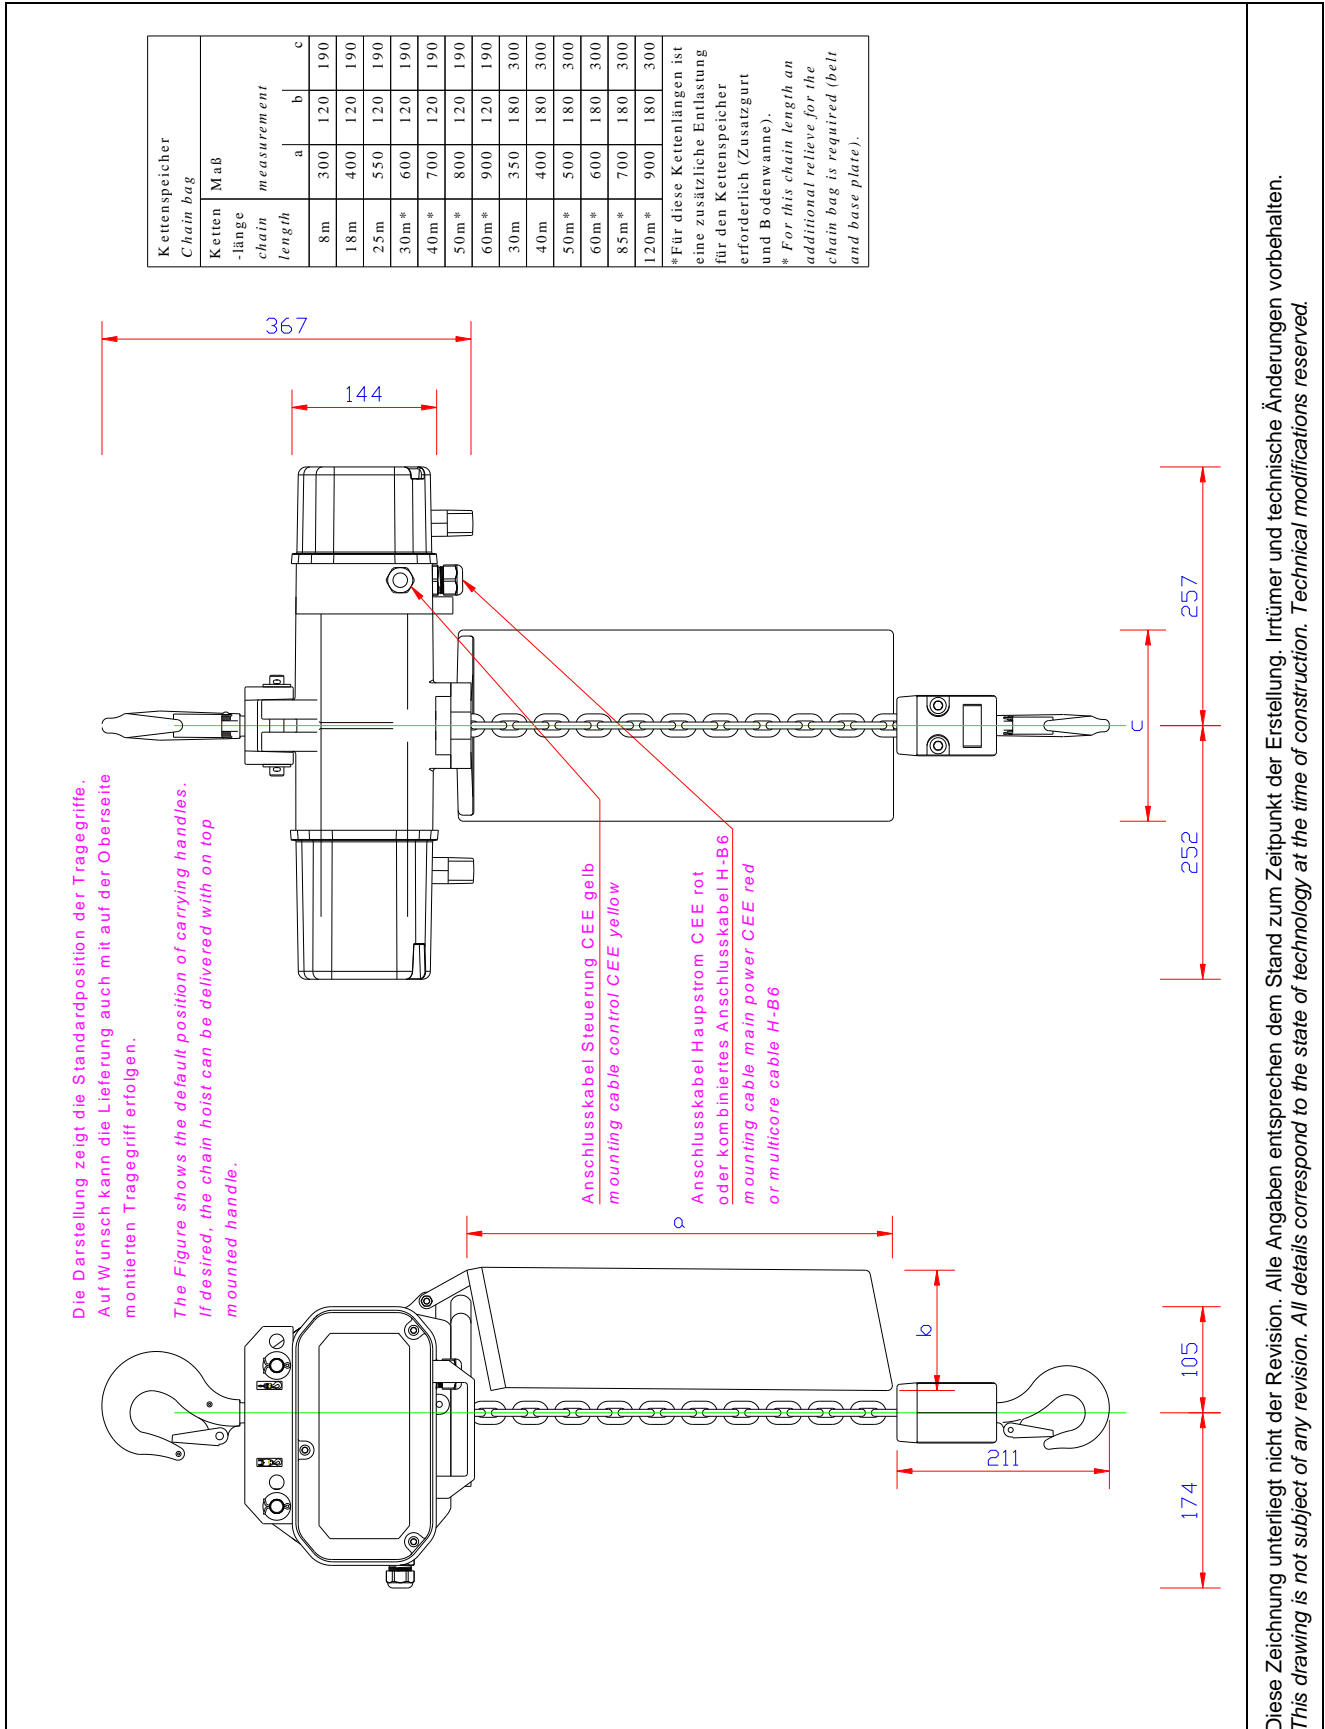 Kettenspeicher
Chain bag
Ketten Maß
-länge
chain measurement
length a b c
8m 300 120 190
18m 400 120 190
25m 550 120 190
30m* 600 120 190
40m* 700 120 190
50m* 800 120 190
60m* 900 120 190
30m 350 180 300
40m 400 180 300
50m* 500 180 300
60m* 600 180 300
85m* 700 180 300
120m* 900 180 300
*Für diese Kettenlängen ist
eine zusätzliche Entlastung
für den Kettenspeicher
erforderlich (Zusatzgurt
und Bodenwanne).
* For this chain length an
additional relieve for the
chain bag is required (belt
and base plate).
367
144
257
252
c
Die Darstellung zeigt die Standardposition der Tragegriffe.
Auf Wunsch kann die Lieferung auch mit auf der Oberseite
montierten Tragegriff erfolgen.
The Figure shows the default position of carrying handles.
If desired, the chain hoist can be delivered with on top
mounted handle.
Anschlusskabel Steuerung CEE gelb
mounting cable control CEE yellow
Anschlusskabel Haupstrom CEE rot
oder kombiniertes Anschlusskabel H-B6
mounting cable main power CEE red
or multicore cable H-B6
a
b
105
211
174
Diese Zeichnung unterliegt nicht der Revision. Alle Angaben entsprechen dem Stand zum Zeitpunkt der Erstellung. Irrtümer und technische Änderungen vorbehalten.
This drawing is not subject of any revision. All details correspond to the state of technology at the time of construction. Technical modifications reserved.